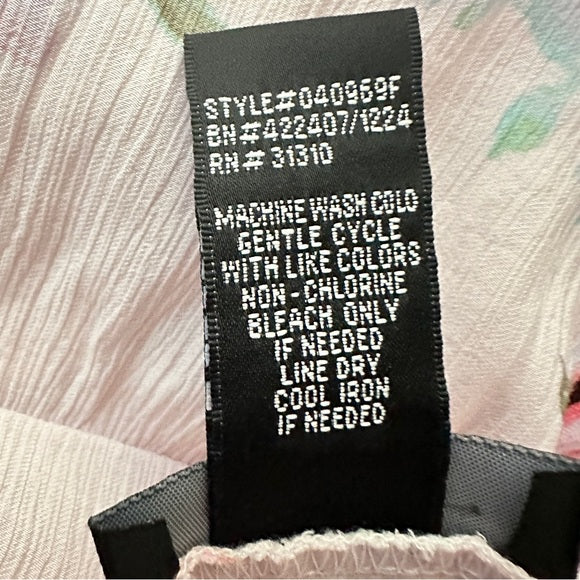 STYLE#040969F
BN#422407/1224
RN# 31310
MACHINE WASH COLD
GENTLE CYCLE
WITH LIKE COLORS
NON-CHLORINE
BLEACH ONLY
IF NEEDED
LINE DRY
COOL IRON
IF NEEDED